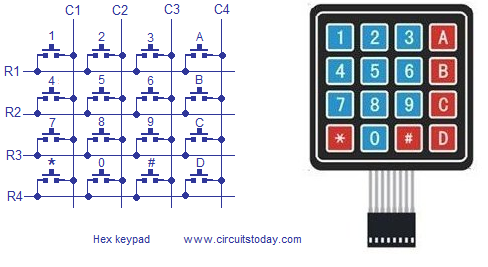 C1 C2 C3 C4
1 2 3 A
R1
4 5 6 B
R2
7 8 9 C
R3
* 0 # D
R4
Hex keypad www.circuitstoday.com
1 2 3 A
4 5 6 B
7 8 9 C
* 0 # D